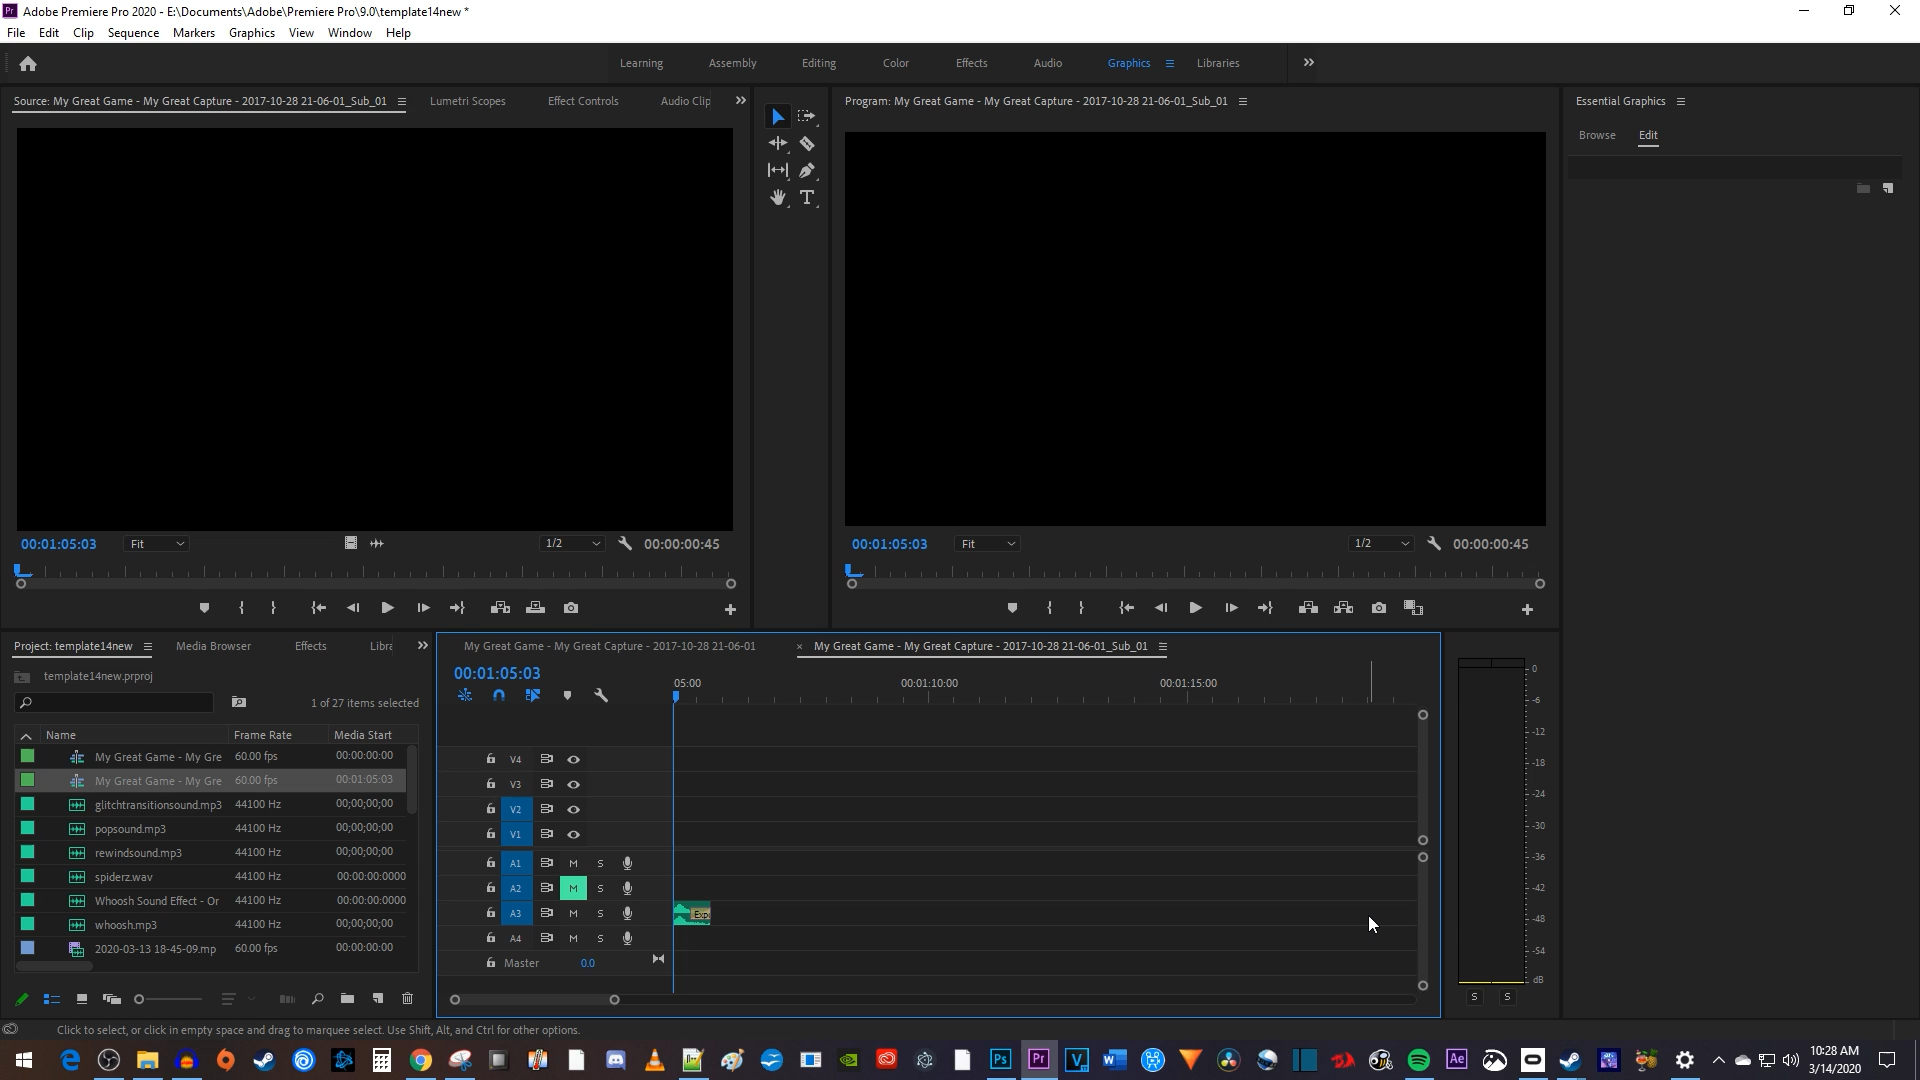 Pr Adobe Premiere Pro 2020 - E:\Documents\Adobe\Premiere Pro\9.0\template14new *
File Edit Clip Sequence Markers Graphics View Window Help
Learning Assembly Editing Color Effects Audio Graphics Libraries
Source: My Great Game - My Great Capture - 2017-10-28 21-06-01_Sub_01 Lumetri Scopes Effect Controls Audio Clip
Program: My Great Game - My Great Capture - 2017-10-28 21-06-01_Sub_01
Essential Graphics
Browse Edit
00:01:05:03 Fit 1/2 00:00:00:45
00:01:05:03 Fit 1/2 00:00:00:45
Project: template14new Media Browser Effects Libra
template14new.prproj
1 of 27 items selected
Name Frame Rate Media Start
My Great Game - My Gre 60.00 fps 00:00:00:00
My Great Game - My Gre 60.00 fps 00:01:05:03
glitchtransitionsound.mp3 44100 Hz 00;00;00;00
popsound.mp3 44100 Hz 00;00;00;00
rewindsound.mp3 44100 Hz 00;00;00;00
spiderz.wav 44100 Hz 00:00:00:0000
Whoosh Sound Effect - Or 44100 Hz 00:00:00:0000
whoosh.mp3 44100 Hz 00;00;00;00
2020-03-13 18-45-09.mp 60.00 fps 00:00:00:00
My Great Game - My Great Capture - 2017-10-28 21-06-01 × My Great Game - My Great Capture - 2017-10-28 21-06-01_Sub_01
00:01:05:03
05:00 00:01:10:00 00:01:15:00
V4
V3
V2
V1
A1 M S
A2 M S
A3 M S Expo
A4 M S
Master 0.0
0
-6
-12
-18
-24
-30
-36
-42
-48
-54
dB
S S
Click to select, or click in empty space and drag to marquee select. Use Shift, Alt, and Ctrl for other options.
Ps Pr V Ae
10:28 AM
3/14/2020